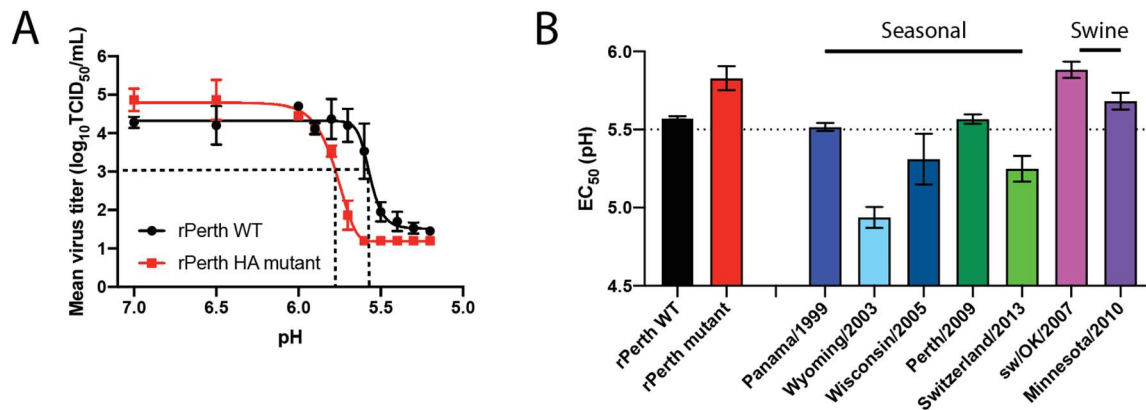 A
Mean virus titer (log10TCID50/mL)
6
5
4
3
2
1
0
rPerth WT
rPerth HA mutant
7.0
6.5
6.0
5.5
5.0
pH
B
Seasonal
Swine
EC50 (pH)
6.0
5.5
5.0
4.5
rPerth WT
rPerth mutant
Panama/1999
Wyoming/2003
Wisconsin/2005
Perth/2009
Switzerland/2013
sw/OK/2007
Minnesota/2010